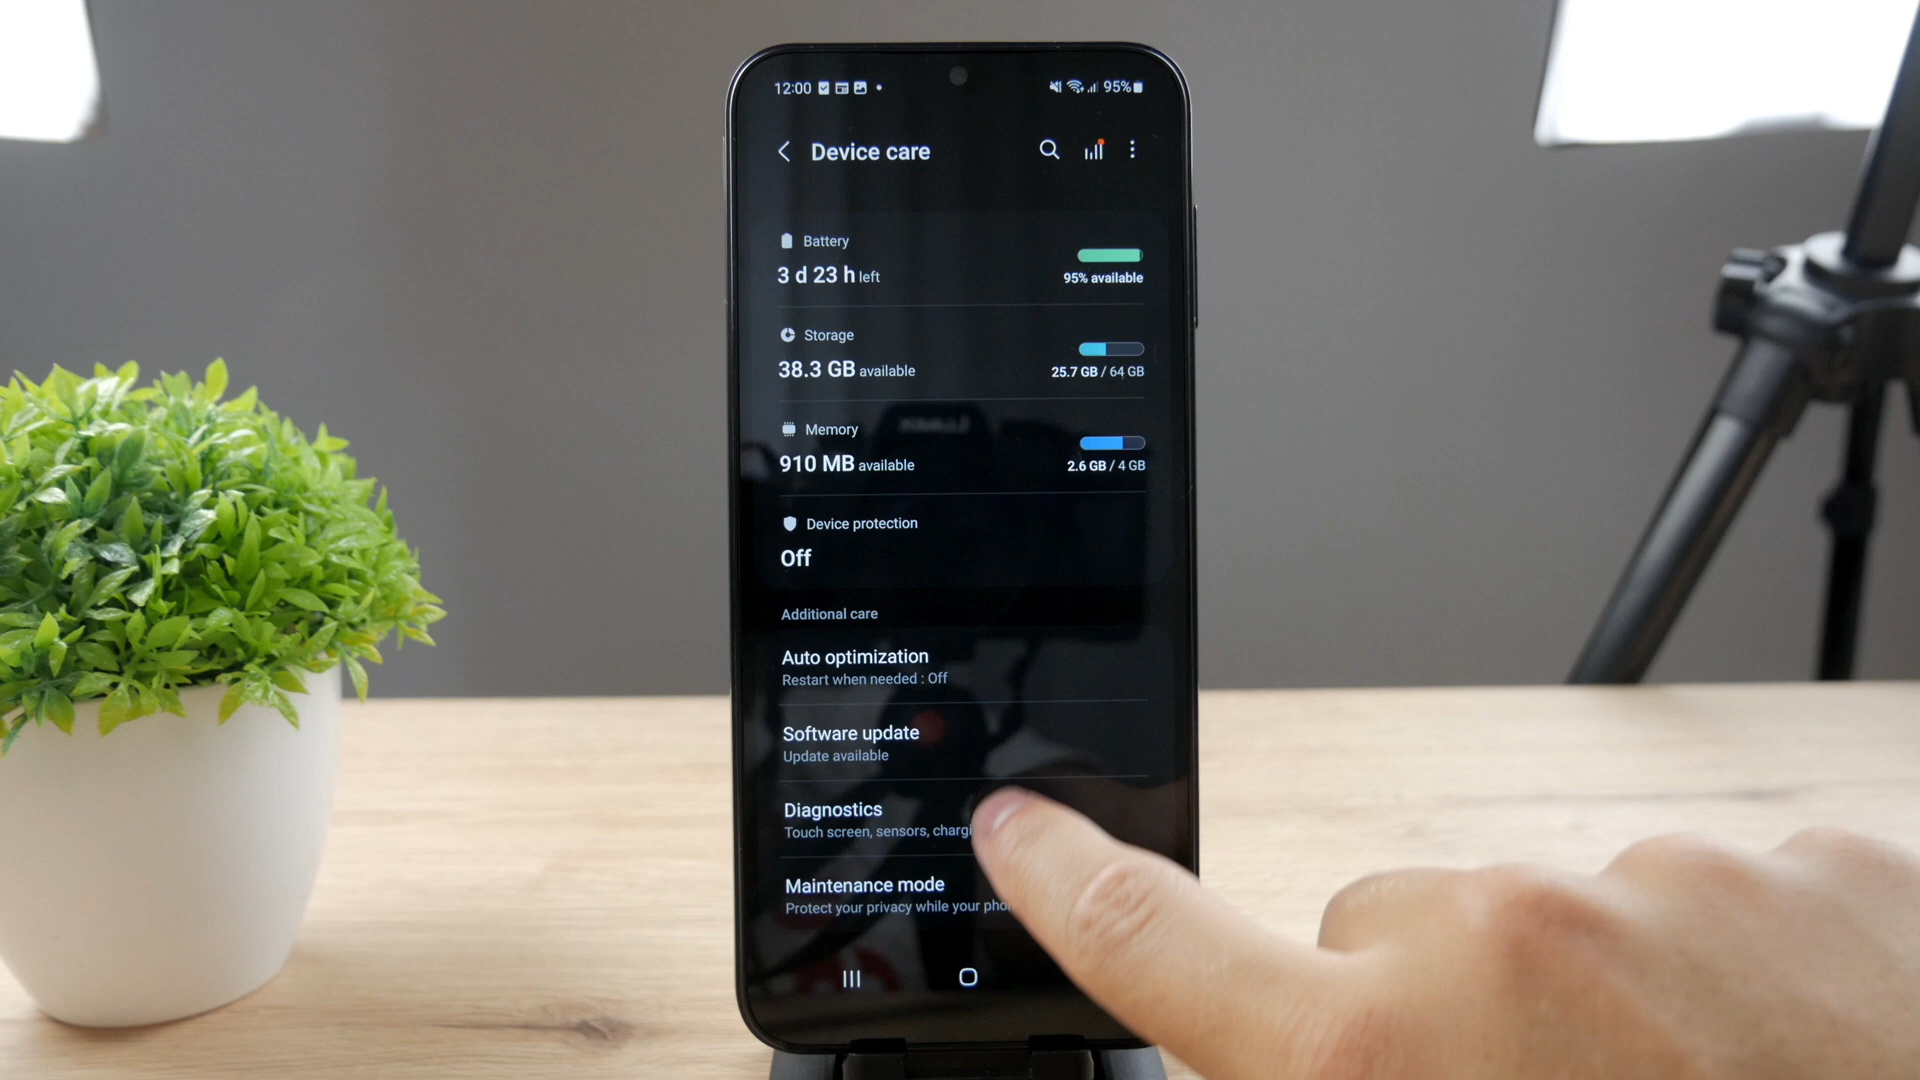 12:00 95%
Device care
Battery
3 d 23 h left
95% available
Storage
38.3 GB available
25.7 GB / 64 GB
Memory
910 MB available
2.6 GB / 4 GB
Device protection
Off
Additional care
Auto optimization
Restart when needed : Off
Software update
Update available
Diagnostics
Touch screen, sensors,
Maintenance mode
Protect your privacy while your